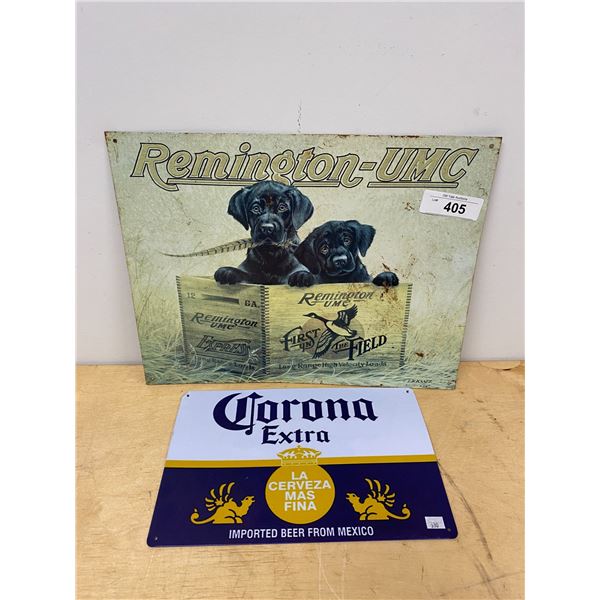 Remington-UMC
405
12 GA.
Remington
UMC
EXPRESS
Remington
UMC
FIRST IN THE FIELD
Long Range High Velocity Loads
Corona
Extra
LA
CERVEZA
MAS
FINA
IMPORTED BEER FROM MEXICO